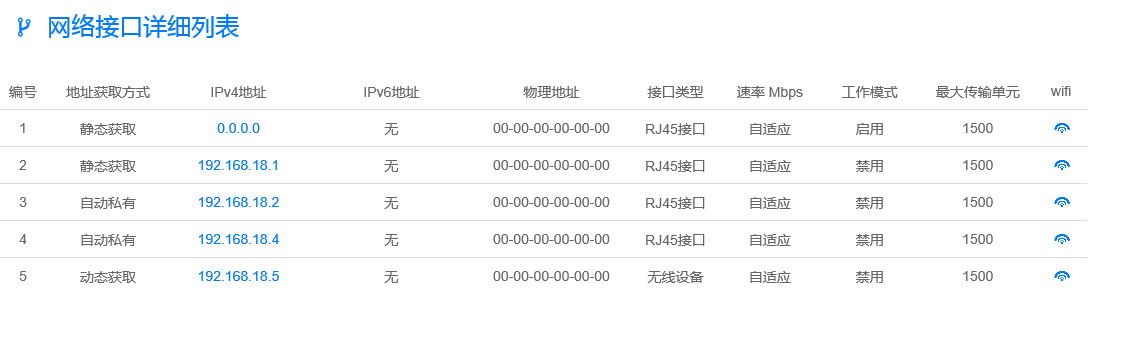 网络接口详细列表
编号 地址获取方式 IPv4地址 IPv6地址 物理地址 接口类型 速率 Mbps 工作模式 最大传输单元 wifi
1 静态获取 0.0.0.0 无 00-00-00-00-00-00 RJ45接口 自适应 启用 1500
2 静态获取 192.168.18.1 无 00-00-00-00-00-00 RJ45接口 自适应 禁用 1500
3 自动私有 192.168.18.2 无 00-00-00-00-00-00 RJ45接口 自适应 禁用 1500
4 自动私有 192.168.18.4 无 00-00-00-00-00-00 RJ45接口 自适应 禁用 1500
5 动态获取 192.168.18.5 无 00-00-00-00-00-00 无线设备 自适应 禁用 1500